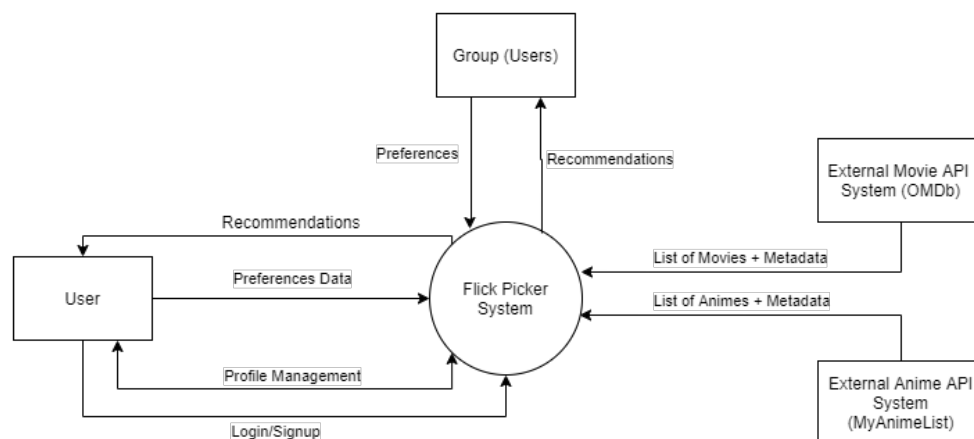 Group (Users)
Preferences
Recommendations
External Movie API
System (OMDb)
Recommendations
List of Movies + Metadata
User
Preferences Data
Flick Picker
System
List of Animes + Metadata
Profile Management
External Anime API
System
(MyAnimeList)
Login/Signup